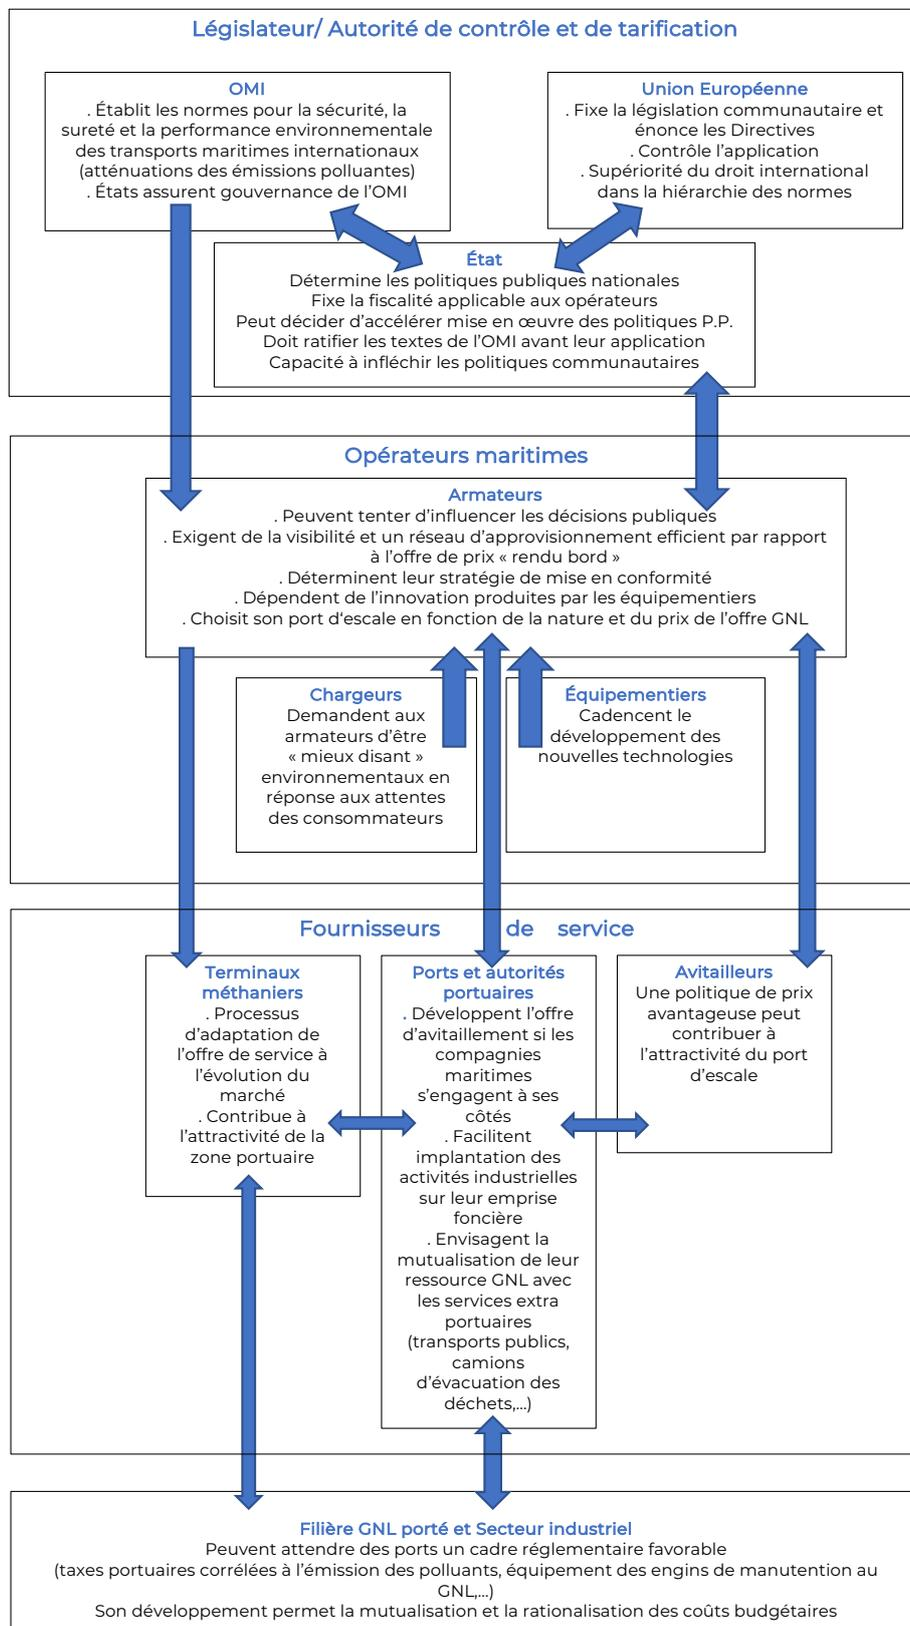 Législateur/ Autorité de contrôle et de tarification
OMI
. Établit les normes pour la sécurité, la
sureté et la performance environnementale
des transports maritimes internationaux
(atténuations des émissions polluantes)
. États assurent gouvernance de l’OMI
Union Européenne
. Fixe la législation communautaire et
énonce les Directives
. Contrôle l’application
. Supériorité du droit international
dans la hiérarchie des normes
État
Détermine les politiques publiques nationales
Fixe la fiscalité applicable aux opérateurs
Peut décider d’accélérer mise en œuvre des politiques P.P.
Doit ratifier les textes de l’OMI avant leur application
Capacité à infléchir les politiques communautaires
Opérateurs maritimes
Armateurs
. Peuvent tenter d’influencer les décisions publiques
. Exigent de la visibilité et un réseau d’approvisionnement efficient par rapport
à l’offre de prix « rendu bord »
. Déterminent leur stratégie de mise en conformité
. Dépendent de l’innovation produites par les équipementiers
. Choisit son port d‘escale en fonction de la nature et du prix de l’offre GNL
Chargeurs
Demandent aux
armateurs d’être
« mieux disant »
environnementaux en
réponse aux attentes
des consommateurs
Équipementiers
Cadencent le
développement des
nouvelles technologies
Fournisseurs de service
Terminaux
méthaniers
. Processus
d’adaptation de
l’offre de service à
l’évolution du
marché
. Contribue à
l’attractivité de la
zone portuaire
Ports et autorités
portuaires
. Développent l’offre
d’avitaillement si les
compagnies
maritimes
s’engagent à ses
côtés
. Facilitent
implantation des
activités industrielles
sur leur emprise
foncière
. Envisagent la
mutualisation de leur
ressource GNL avec
les services extra
portuaires
(transports publics,
camions
d’évacuation des
déchets,…)
Avitailleurs
Une politique de prix
avantageuse peut
contribuer à
l’attractivité du port
d’escale
Filière GNL porté et Secteur industriel
Peuvent attendre des ports un cadre réglementaire favorable
(taxes portuaires corrélées à l’émission des polluants, équipement des engins de manutention au
GNL,…)
Son développement permet la mutualisation et la rationalisation des coûts budgétaires